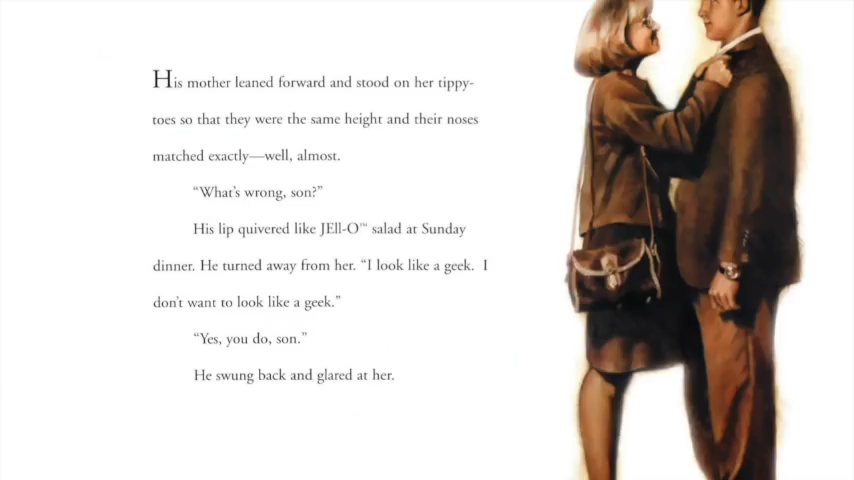 His mother leaned forward and stood on her tippy-
toes so that they were the same height and their noses
matched exactly—well, almost.
“What’s wrong, son?”
His lip quivered like JEll-O™ salad at Sunday
dinner. He turned away from her. “I look like a geek. I
don’t want to look like a geek.”
“Yes, you do, son.”
He swung back and glared at her.